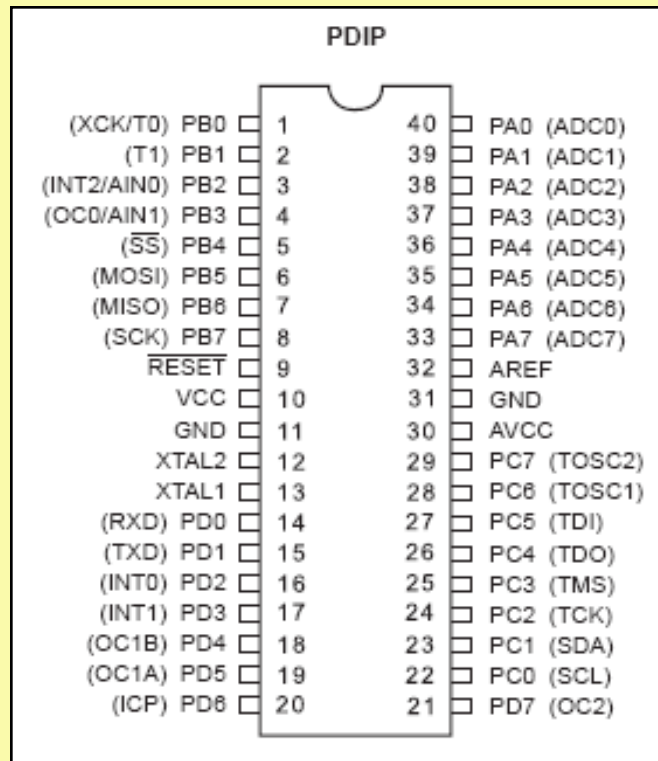 PDIP
(XCK/T0) PB0 1 40 PA0 (ADC0)
(T1) PB1 2 39 PA1 (ADC1)
(INT2/AIN0) PB2 3 38 PA2 (ADC2)
(OC0/AIN1) PB3 4 37 PA3 (ADC3)
(SS) PB4 5 36 PA4 (ADC4)
(MOSI) PB5 6 35 PA5 (ADC5)
(MISO) PB6 7 34 PA6 (ADC6)
(SCK) PB7 8 33 PA7 (ADC7)
RESET 9 32 AREF
VCC 10 31 GND
GND 11 30 AVCC
XTAL2 12 29 PC7 (TOSC2)
XTAL1 13 28 PC6 (TOSC1)
(RXD) PD0 14 27 PC5 (TDI)
(TXD) PD1 15 26 PC4 (TDO)
(INT0) PD2 16 25 PC3 (TMS)
(INT1) PD3 17 24 PC2 (TCK)
(OC1B) PD4 18 23 PC1 (SDA)
(OC1A) PD5 19 22 PC0 (SCL)
(ICP) PD6 20 21 PD7 (OC2)